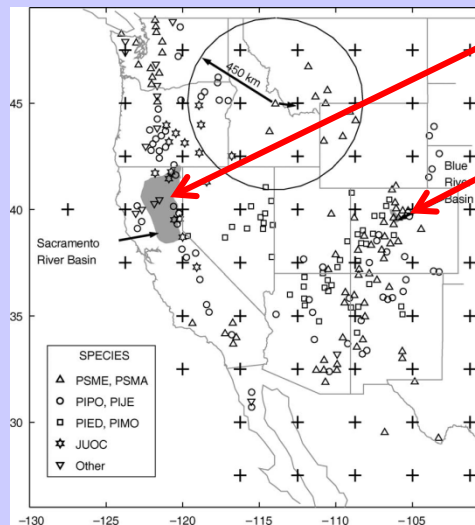 45
40
35
30
450 km
Blue
River
Basin
Sacramento
River Basin
SPECIES
PSME, PSMA
PIPO, PIJE
PIED, PIMO
JUOC
Other
−130
−125
−120
−115
−110
−105